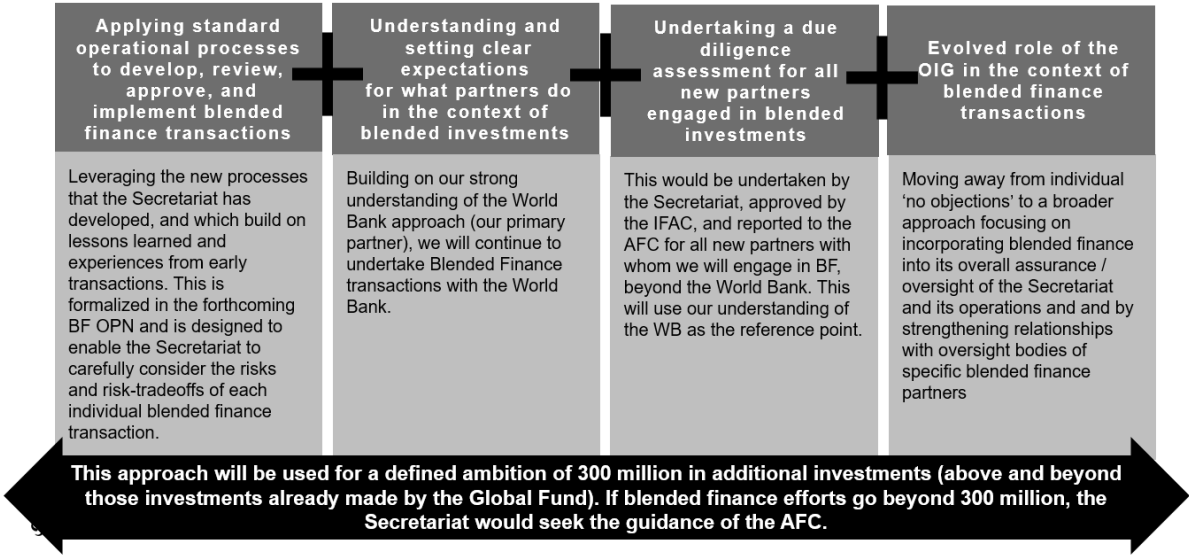 Applying standard
operational processes
to develop, review,
approve, and
implement blended
finance transactions
Leveraging the new processes
that the Secretariat has
developed, and which build on
lessons learned and
experiences from early
transactions. This is
formalized in the forthcoming
BF OPN and is designed to
enable the Secretariat to
carefully consider the risks
and risk-tradeoffs of each
individual blended finance
transaction.
Understanding and
setting clear
expectations
for what partners do
in the context of
blended investments
Building on our strong
understanding of the World
Bank approach (our primary
partner), we will continue to
undertake Blended Finance
transactions with the World
Bank.
Undertaking a due
diligence
assessment for all
new partners
engaged in blended
investments
This would be undertaken by
the Secretariat, approved by
the IFAC, and reported to the
AFC for all new partners with
whom we will engage in BF,
beyond the World Bank. This
will use our understanding of
the WB as the reference point.
Evolved role of the
OIG in the context of
blended finance
transactions
Moving away from individual
‘no objections’ to a broader
approach focusing on
incorporating blended finance
into its overall assurance /
oversight of the Secretariat
and its operations and and by
strengthening relationships
with oversight bodies of
specific blended finance
partners
This approach will be used for a defined ambition of 300 million in additional investments (above and beyond
those investments already made by the Global Fund). If blended finance efforts go beyond 300 million, the
Secretariat would seek the guidance of the AFC.